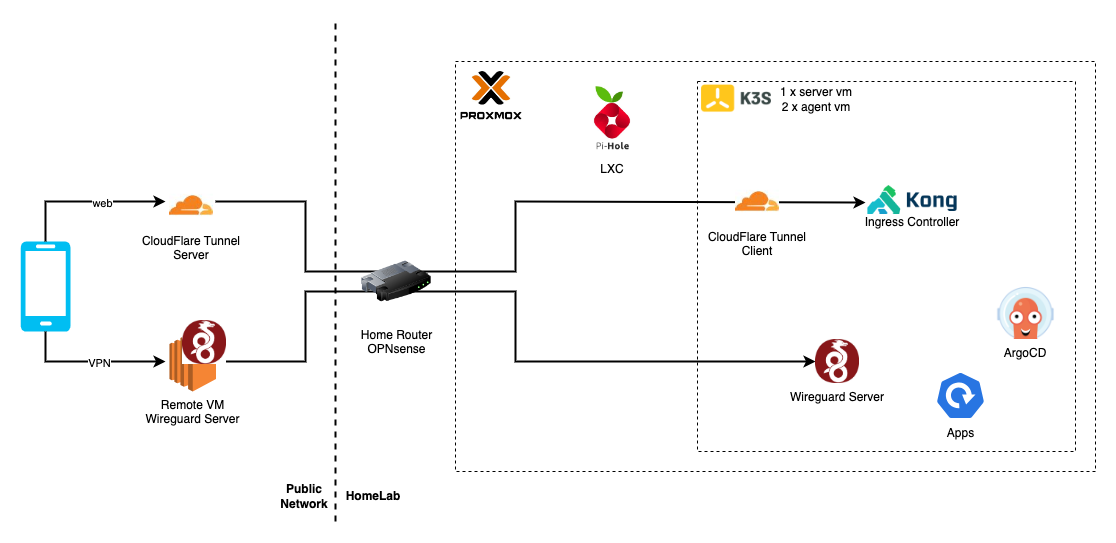 PROXMOX
Pi-Hole
LXC
K3S
1 x server vm
2 x agent vm
web
CloudFlare Tunnel
Server
CloudFlare Tunnel
Client
Kong
Ingress Controller
Home Router
OPNsense
VPN
Remote VM
Wireguard Server
Wireguard Server
ArgoCD
Apps
Public
Network
HomeLab